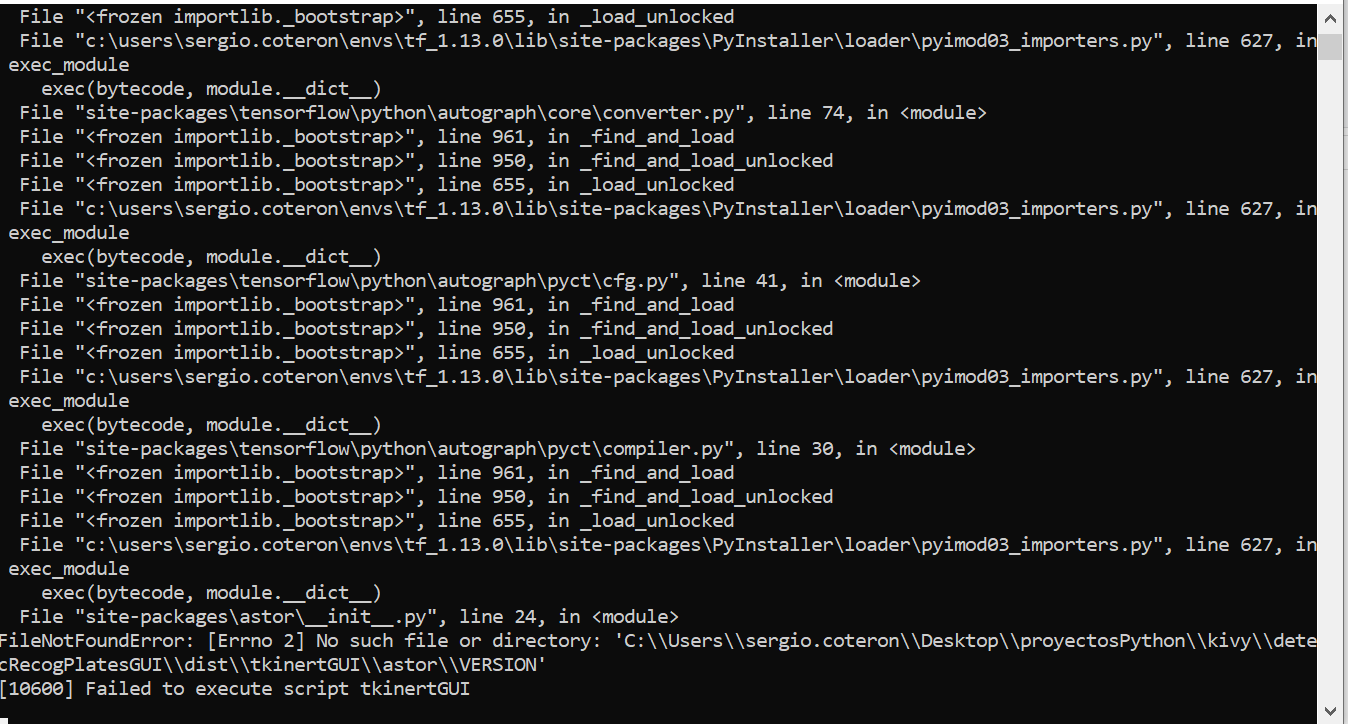 File "<frozen importlib._bootstrap>", line 655, in _load_unlocked
File "c:\users\sergio.coteron\envs\tf_1.13.0\lib\site-packages\PyInstaller\loader\pyimod03_importers.py", line 627, in
exec_module
exec(bytecode, module.__dict__)
File "site-packages\tensorflow\python\autograph\core\converter.py", line 74, in <module>
File "<frozen importlib._bootstrap>", line 961, in _find_and_load
File "<frozen importlib._bootstrap>", line 950, in _find_and_load_unlocked
File "<frozen importlib._bootstrap>", line 655, in _load_unlocked
File "c:\users\sergio.coteron\envs\tf_1.13.0\lib\site-packages\PyInstaller\loader\pyimod03_importers.py", line 627, in
exec_module
exec(bytecode, module.__dict__)
File "site-packages\tensorflow\python\autograph\pyct\cfg.py", line 41, in <module>
File "<frozen importlib._bootstrap>", line 961, in _find_and_load
File "<frozen importlib._bootstrap>", line 950, in _find_and_load_unlocked
File "<frozen importlib._bootstrap>", line 655, in _load_unlocked
File "c:\users\sergio.coteron\envs\tf_1.13.0\lib\site-packages\PyInstaller\loader\pyimod03_importers.py", line 627, in
exec_module
exec(bytecode, module.__dict__)
File "site-packages\tensorflow\python\autograph\pyct\compiler.py", line 30, in <module>
File "<frozen importlib._bootstrap>", line 961, in _find_and_load
File "<frozen importlib._bootstrap>", line 950, in _find_and_load_unlocked
File "<frozen importlib._bootstrap>", line 655, in _load_unlocked
File "c:\users\sergio.coteron\envs\tf_1.13.0\lib\site-packages\PyInstaller\loader\pyimod03_importers.py", line 627, in
exec_module
exec(bytecode, module.__dict__)
File "site-packages\astor\__init__.py", line 24, in <module>
FileNotFoundError: [Errno 2] No such file or directory: 'C:\\Users\\sergio.coteron\\Desktop\\proyectosPython\\kivy\\dete
cRecogPlatesGUI\\dist\\tkinertGUI\\astor\\VERSION'
[10600] Failed to execute script tkinertGUI